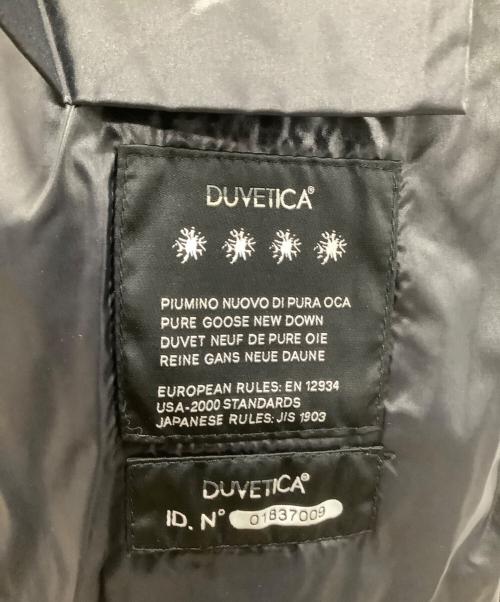 DUVETICA®
PIUMINO NUOVO DI PURA OCA
PURE GOOSE NEW DOWN
DUVET NEUF DE PURE OIE
REINE GANS NEUE DAUNE
EUROPEAN RULES: EN 12934
USA-2000 STANDARDS
JAPANESE RULES: JIS 1903
DUVETICA®
ID. N° 01837009